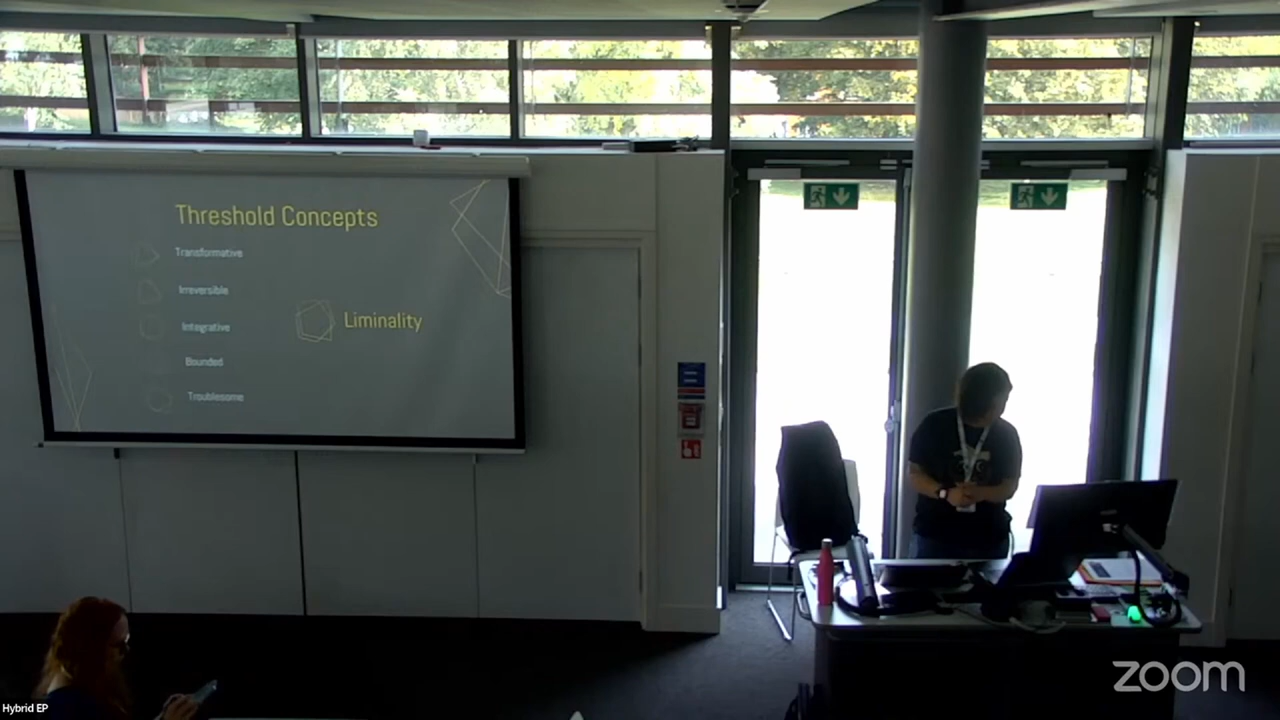 Threshold Concepts
Transformative
Irreversible
Integrative
Liminality
Bounded
Troublesome
zoom
Hybrid EP